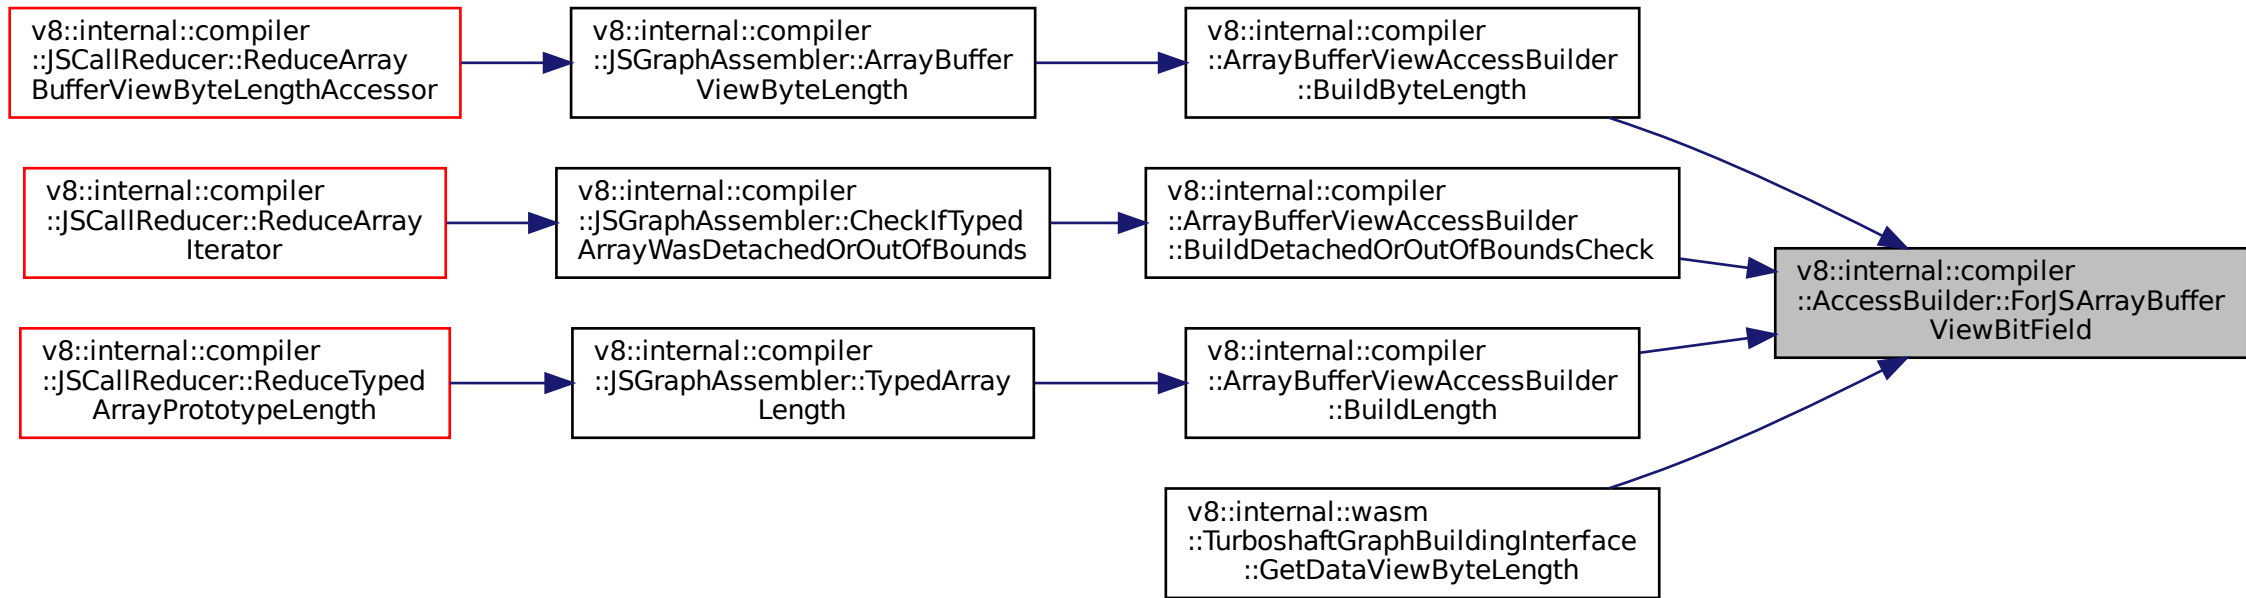 v8::internal::compiler
::JSCallReducer::ReduceArray
BufferViewByteLengthAccessor
v8::internal::compiler
::JSGraphAssembler::ArrayBuffer
ViewByteLength
v8::internal::compiler
::ArrayBufferViewAccessBuilder
::BuildByteLength
v8::internal::compiler
::JSCallReducer::ReduceArray
Iterator
v8::internal::compiler
::JSGraphAssembler::CheckIfTyped
ArrayWasDetachedOrOutOfBounds
v8::internal::compiler
::ArrayBufferViewAccessBuilder
::BuildDetachedOrOutOfBoundsCheck
v8::internal::compiler
::AccessBuilder::ForJSArrayBuffer
ViewBitField
v8::internal::compiler
::JSCallReducer::ReduceTyped
ArrayPrototypeLength
v8::internal::compiler
::JSGraphAssembler::TypedArray
Length
v8::internal::compiler
::ArrayBufferViewAccessBuilder
::BuildLength
v8::internal::wasm
::TurboshaftGraphBuildingInterface
::GetDataViewByteLength